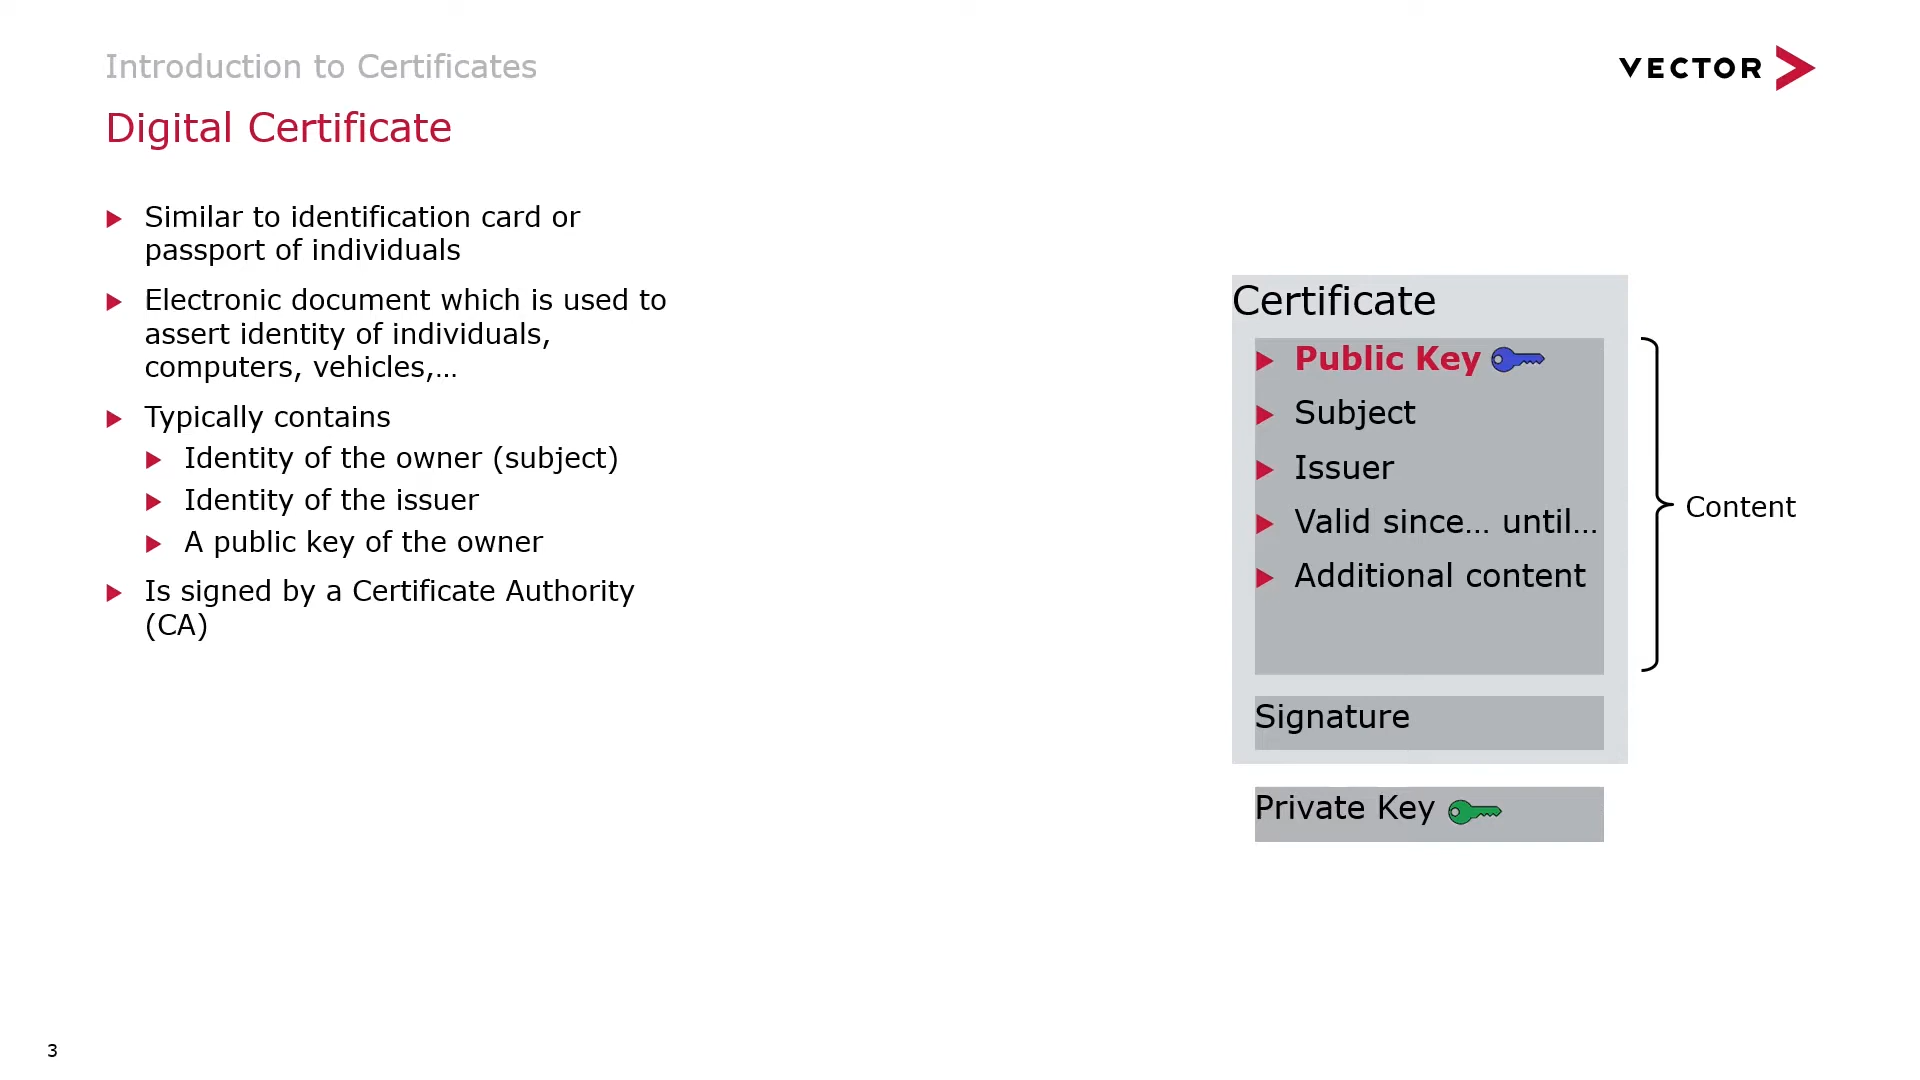 Introduction to Certificates
VECTOR
Digital Certificate
Similar to identification card or
passport of individuals
Electronic document which is used to
assert identity of individuals,
computers, vehicles,…
Typically contains
Identity of the owner (subject)
Identity of the issuer
A public key of the owner
Is signed by a Certificate Authority
(CA)
Certificate
Public Key
Subject
Issuer
Valid since… until…
Additional content
Content
Signature
Private Key
3